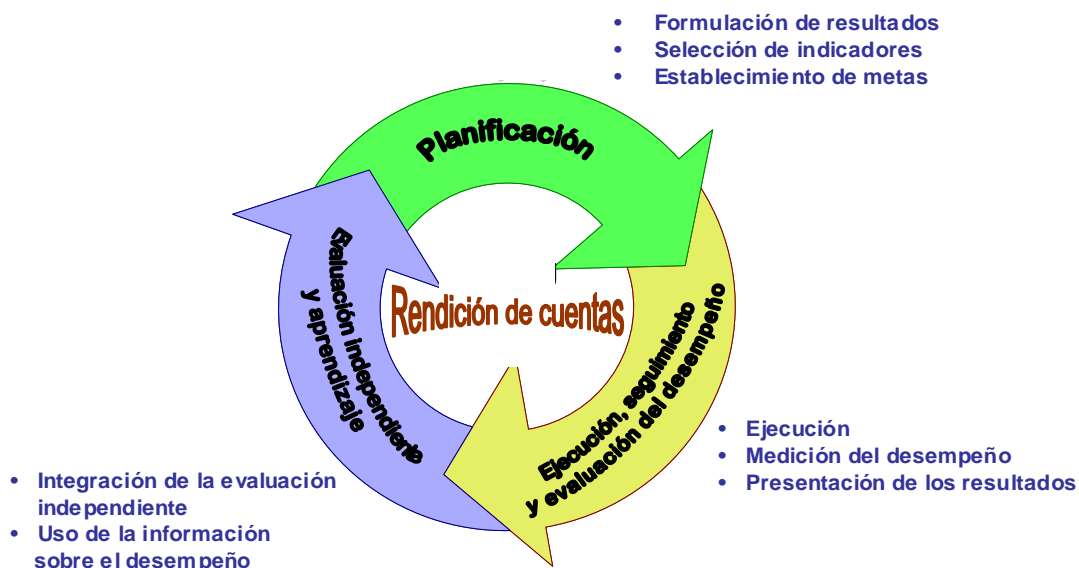 • Formulación de resultados
• Selección de indicadores
• Establecimiento de metas
Planificación
Evaluación independiente
y aprendizaje
Rendición de cuentas
Ejecución, seguimiento
y evaluación del desempeño
• Ejecución
• Medición del desempeño
• Presentación de los resultados
• Integración de la evaluación
independiente
• Uso de la información
sobre el desempeño